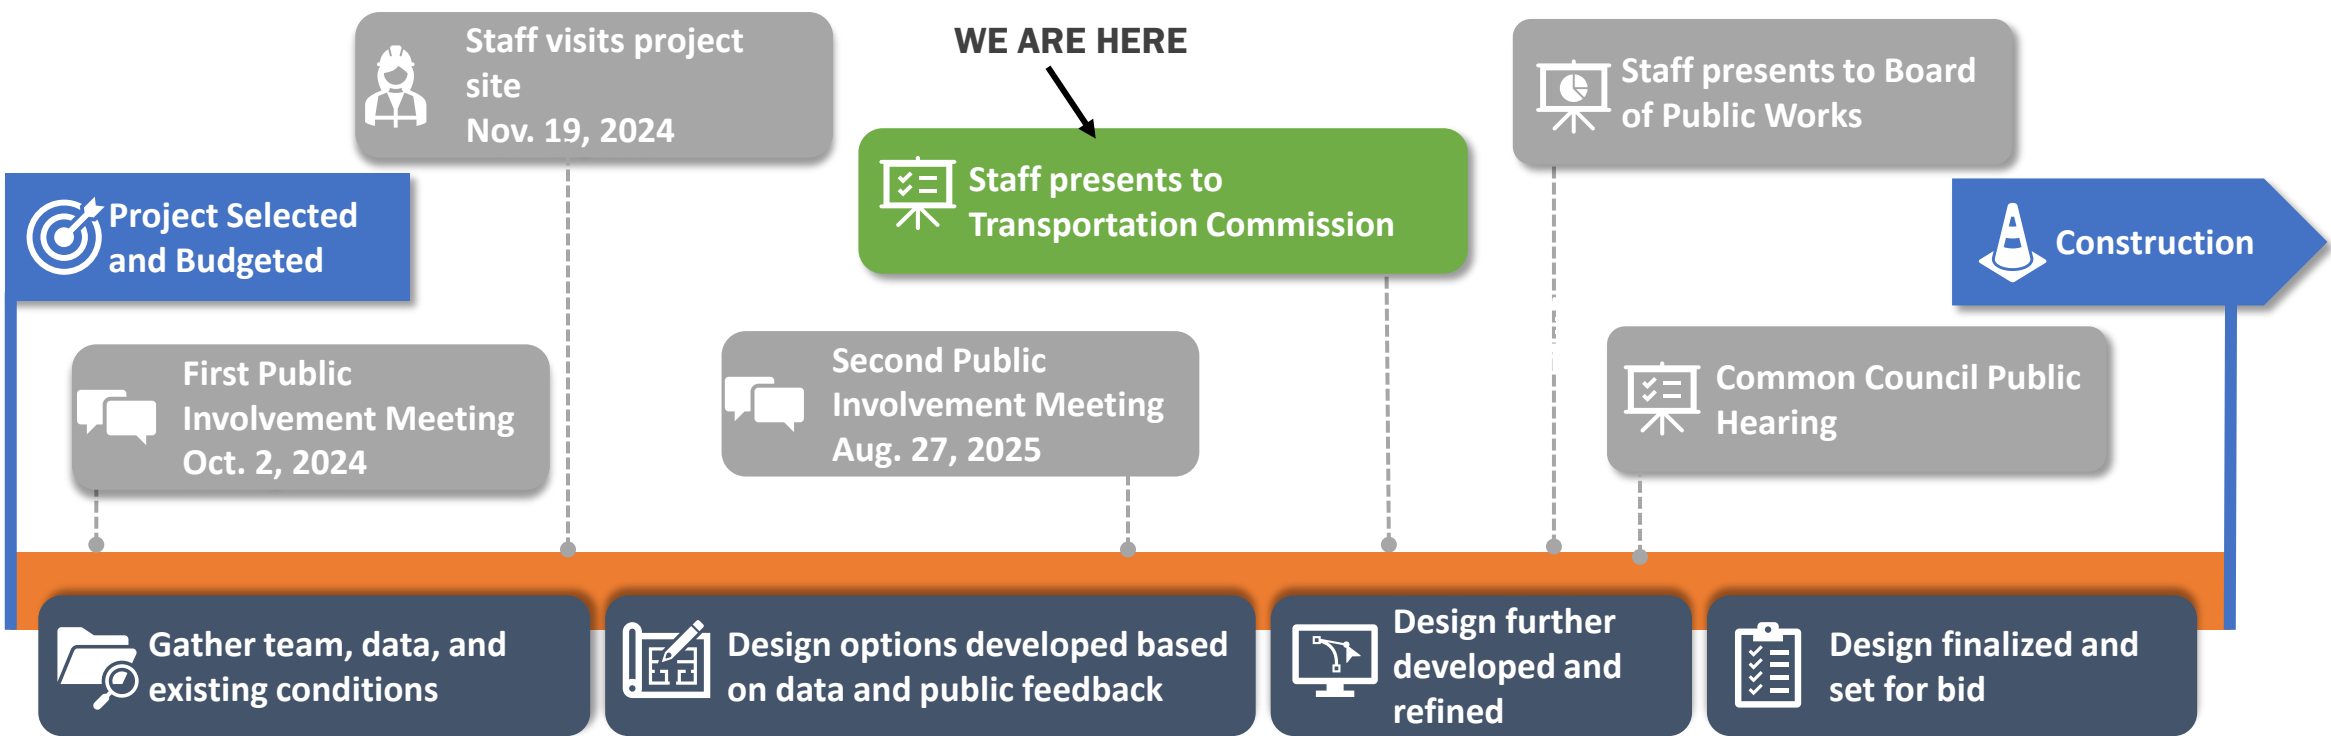 Staff visits project
site
Nov. 19, 2024
WE ARE HERE
Staff presents to Board
of Public Works
Staff presents to
Transportation Commission
Project Selected
and Budgeted
Construction
First Public
Involvement Meeting
Oct. 2, 2024
Second Public
Involvement Meeting
Aug. 27, 2025
Common Council Public
Hearing
Gather team, data, and
existing conditions
Design options developed based
on data and public feedback
Design further
developed and
refined
Design finalized and
set for bid